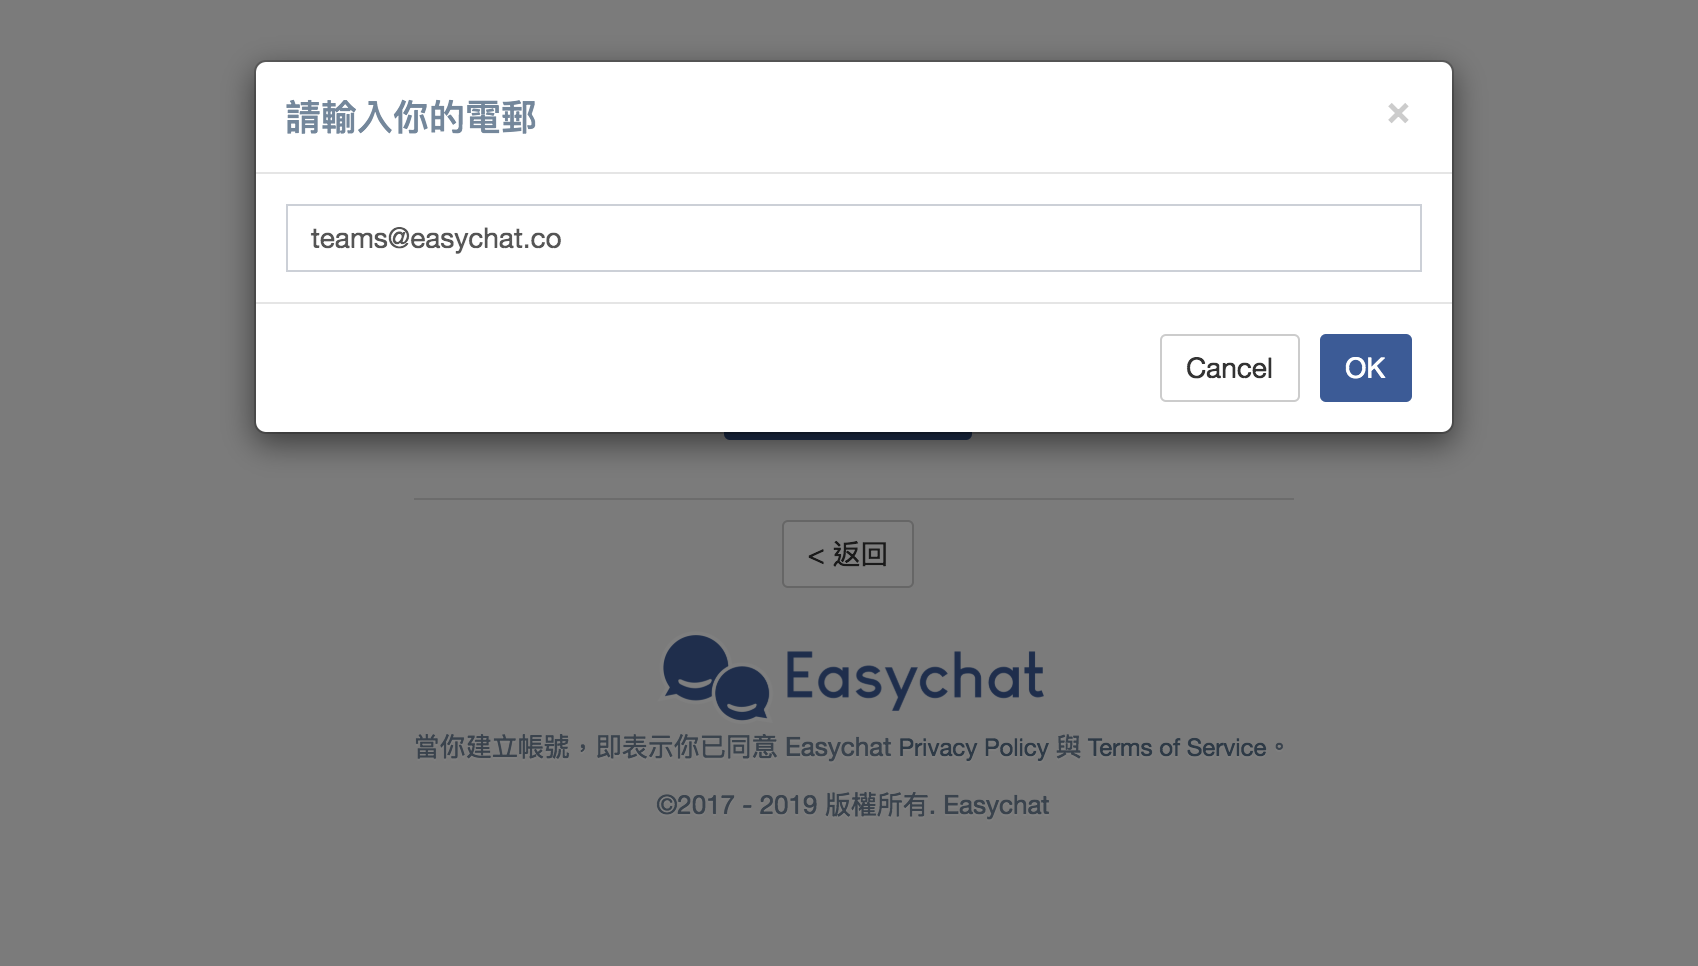 請輸入你的電郵
×
teams@easychat.co
Cancel
OK
< 返回
Easychat
當你建立帳號，即表示你已同意 Easychat Privacy Policy 與 Terms of Service。
©2017 - 2019 版權所有. Easychat